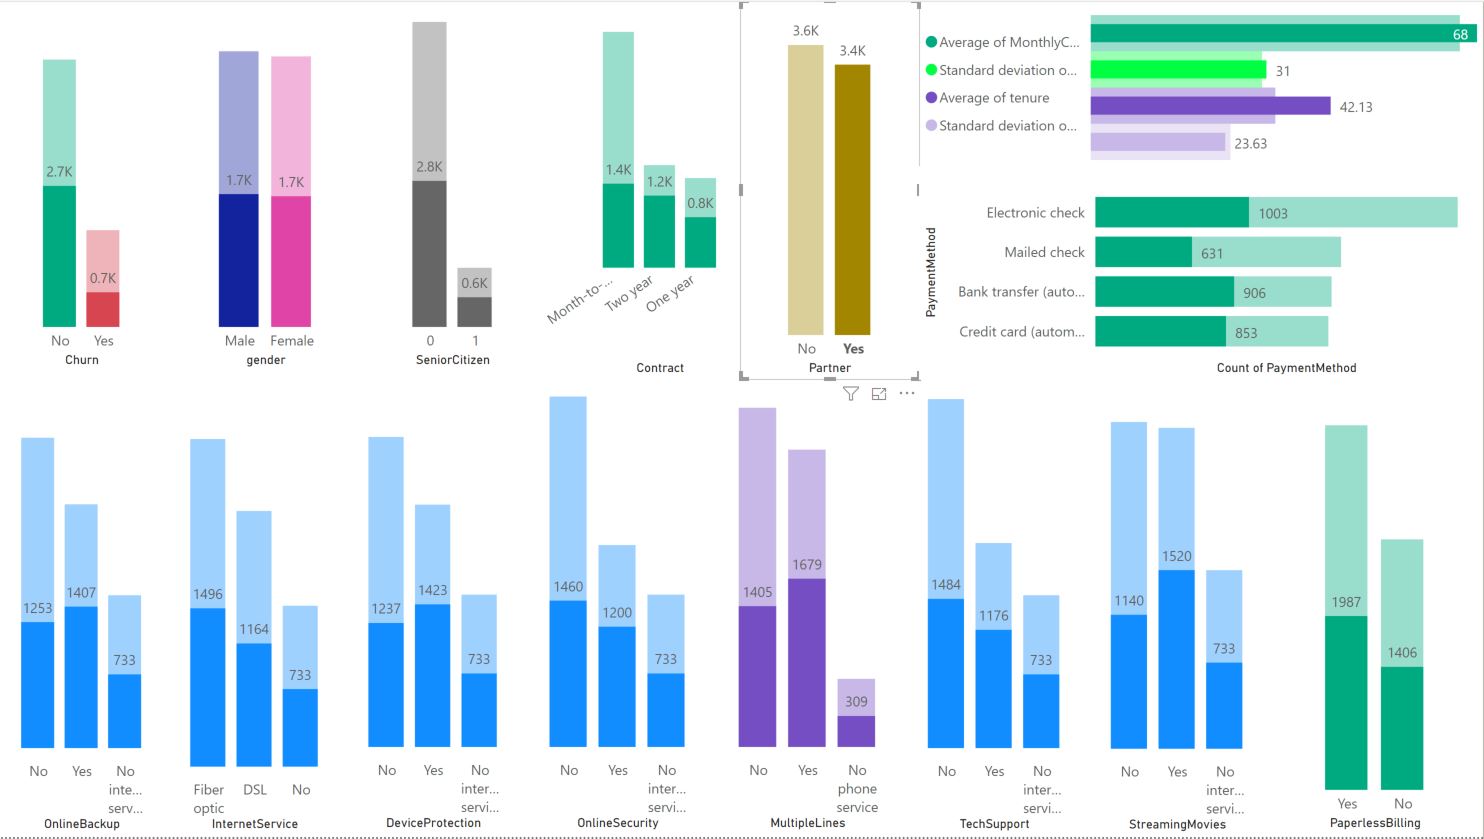 2.7K
0.7K
No Yes
Churn
1.7K 1.7K
Male Female
gender
2.8K
0.6K
0 1
SeniorCitizen
1.4K
1.2K
0.8K
Month-to-... Two year One year
Contract
3.6K
3.4K
No Yes
Partner
Average of MonthlyC... 68
Standard deviation o... 31
Average of tenure 42.13
Standard deviation o... 23.63
PaymentMethod
Electronic check 1003
Mailed check 631
Bank transfer (auto... 906
Credit card (autom... 853
Count of PaymentMethod
1253 1407 733
No Yes No
inte...
serv...
OnlineBackup
1496 1164 733
Fiber DSL No
optic
InternetService
1237 1423 733
No Yes No
inter...
servi...
DeviceProtection
1460 1200 733
No Yes No
inter...
servi...
OnlineSecurity
1405 1679 309
No Yes No
phone
service
MultipleLines
1484 1176 733
No Yes No
inter...
servi...
TechSupport
1140 1520 733
No Yes No
inter...
servi...
StreamingMovies
1987 1406
Yes No
PaperlessBilling